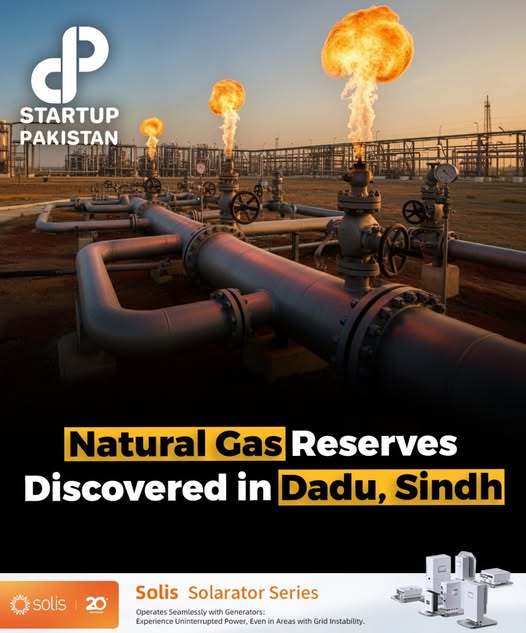 STARTUP
PAKISTAN
Natural Gas Reserves
Discovered in Dadu, Sindh
solis
20
Solis Solarator Series
Operates Seamlessly with Generators:
Experience Uninterrupted Power, Even in Areas with Grid Instability.